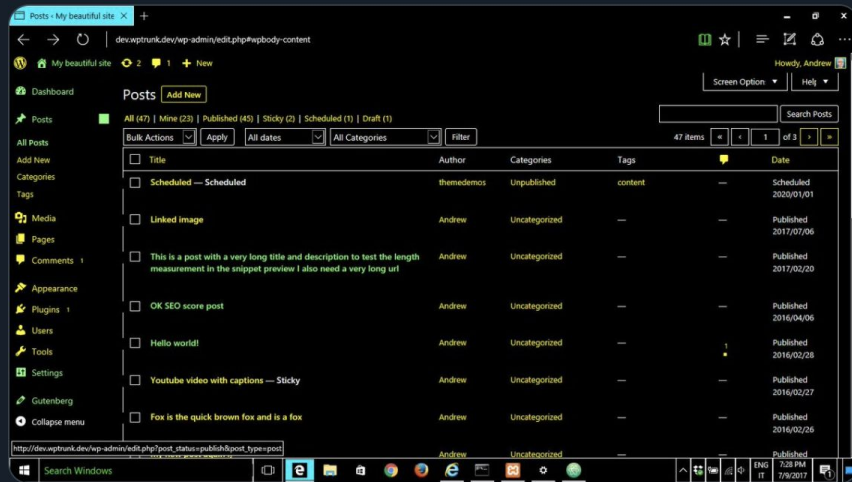 Posts ‹ My beautiful site
dev.wptrunk.dev/wp-admin/edit.php#wpbody-content
My beautiful site 2 1 + New Howdy, Andrew
Screen Option Help
Dashboard
Posts
All Posts
Add New
Categories
Tags
Media
Pages
Comments 1
Appearance
Plugins 1
Users
Tools
Settings
Gutenberg
Collapse menu
Posts Add New
All (47) | Mine (23) | Published (45) | Sticky (2) | Scheduled (1) | Draft (1)
Search Posts
Bulk Actions Apply All dates All Categories Filter 47 items « ‹ 1 of 3 › »
Title Author Categories Tags Date
Scheduled — Scheduled themedemos Unpublished content — Scheduled
2020/01/01
Linked image Andrew Uncategorized — — Published
2017/07/06
This is a post with a very long title and description to test the length Andrew Uncategorized — — Published
measurement in the snippet preview I also need a very long url 2017/02/20
OK SEO score post Andrew Uncategorized — — Published
2016/04/06
Hello world! Andrew Uncategorized — 1 Published
2016/02/28
Youtube video with captions — Sticky Andrew Uncategorized — — Published
2016/02/27
Fox is the quick brown fox and is a fox Andrew Uncategorized — — Published
2016/02/26
Andrew Uncategorized — — Published
http://dev.wptrunk.dev/wp-admin/edit.php?post_status=publish&post_type=post
Search Windows
ENG 7:28 PM
IT 7/9/2017